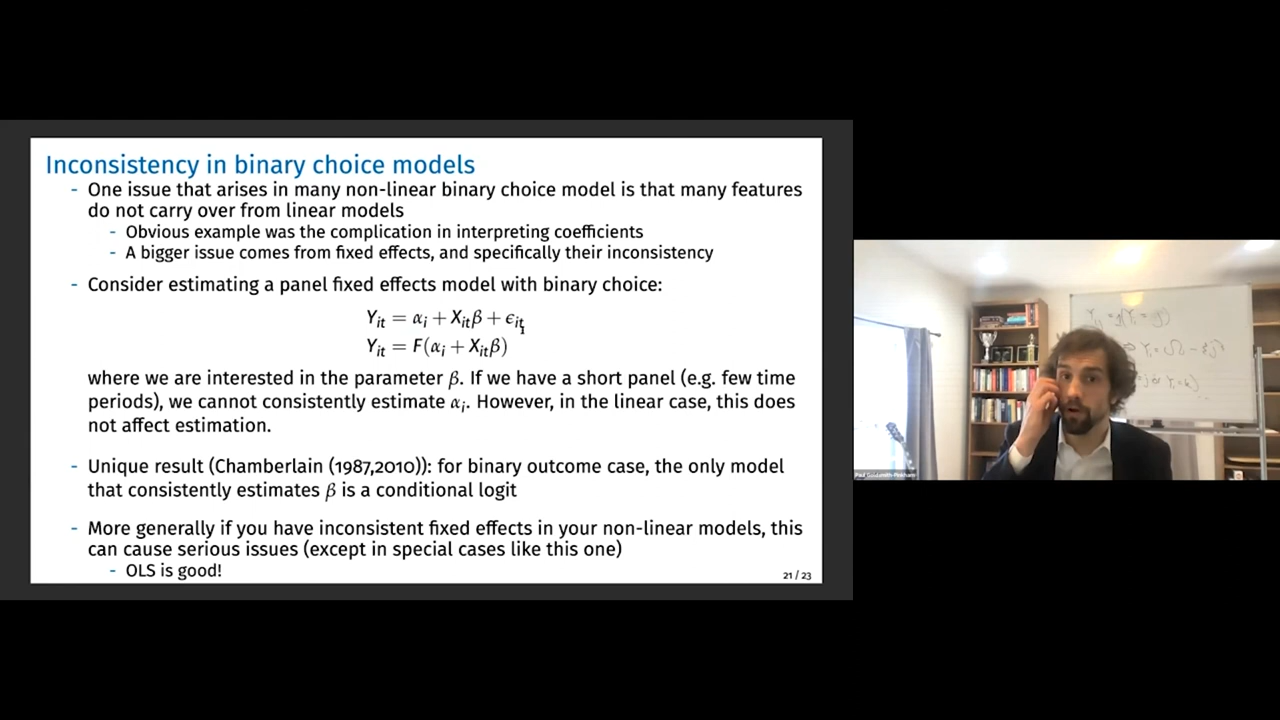 Inconsistency in binary choice models
- One issue that arises in many non-linear binary choice model is that many features
do not carry over from linear models
- Obvious example was the complication in interpreting coefficients
- A bigger issue comes from fixed effects, and specifically their inconsistency
- Consider estimating a panel fixed effects model with binary choice:
Yᵢₜ = αᵢ + Xᵢₜβ + ϵᵢₜ
Yᵢₜ = F(αᵢ + Xᵢₜβ)
where we are interested in the parameter β. If we have a short panel (e.g. few time
periods), we cannot consistently estimate αᵢ. However, in the linear case, this does
not affect estimation.
- Unique result (Chamberlain (1987,2010)): for binary outcome case, the only model
that consistently estimates β is a conditional logit
- More generally if you have inconsistent fixed effects in your non-linear models, this
can cause serious issues (except in special cases like this one)
- OLS is good!
21 / 23
Paul Goldsmith-Pinkham